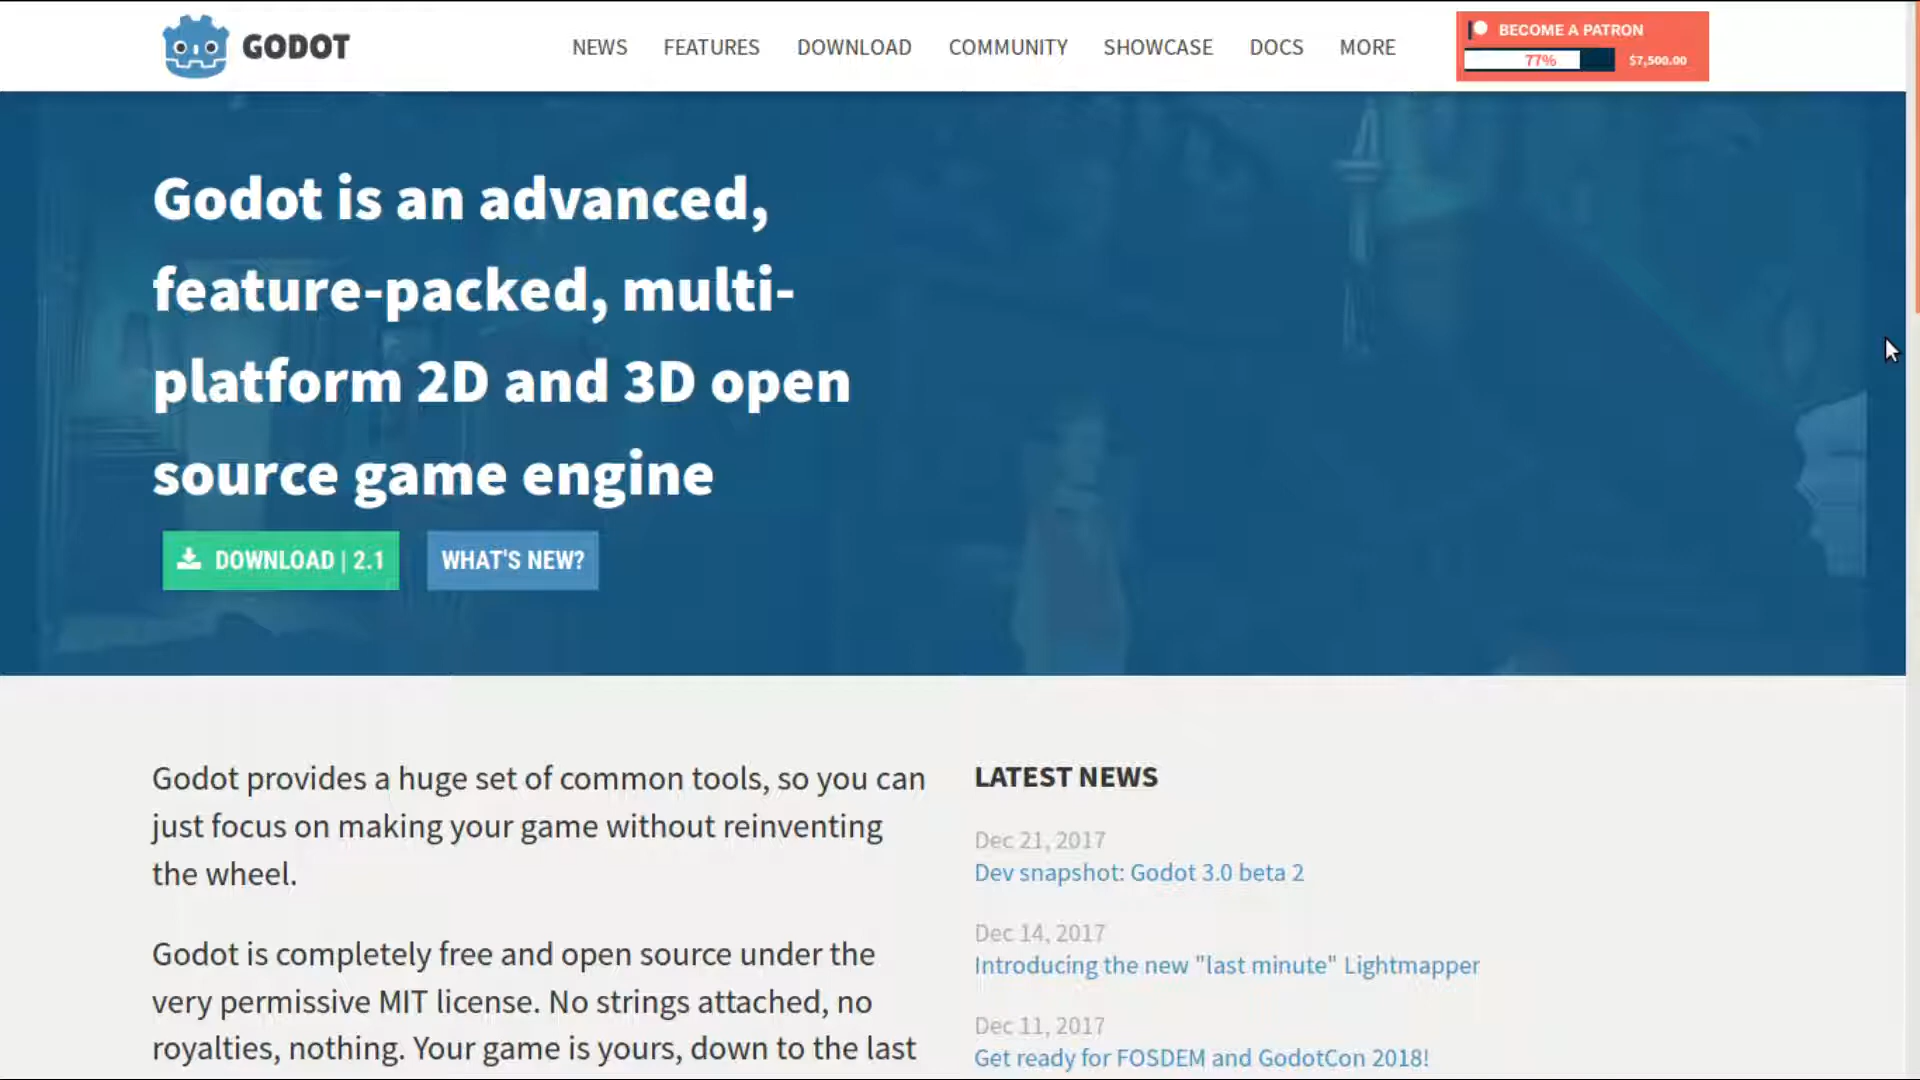 GODOT
NEWS FEATURES DOWNLOAD COMMUNITY SHOWCASE DOCS MORE
BECOME A PATRON
77% $7,500.00
Godot is an advanced,
feature-packed, multi-
platform 2D and 3D open
source game engine
DOWNLOAD | 2.1 WHAT'S NEW?
Godot provides a huge set of common tools, so you can
just focus on making your game without reinventing
the wheel.
Godot is completely free and open source under the
very permissive MIT license. No strings attached, no
royalties, nothing. Your game is yours, down to the last
LATEST NEWS
Dec 21, 2017
Dev snapshot: Godot 3.0 beta 2
Dec 14, 2017
Introducing the new "last minute" Lightmapper
Dec 11, 2017
Get ready for FOSDEM and GodotCon 2018!